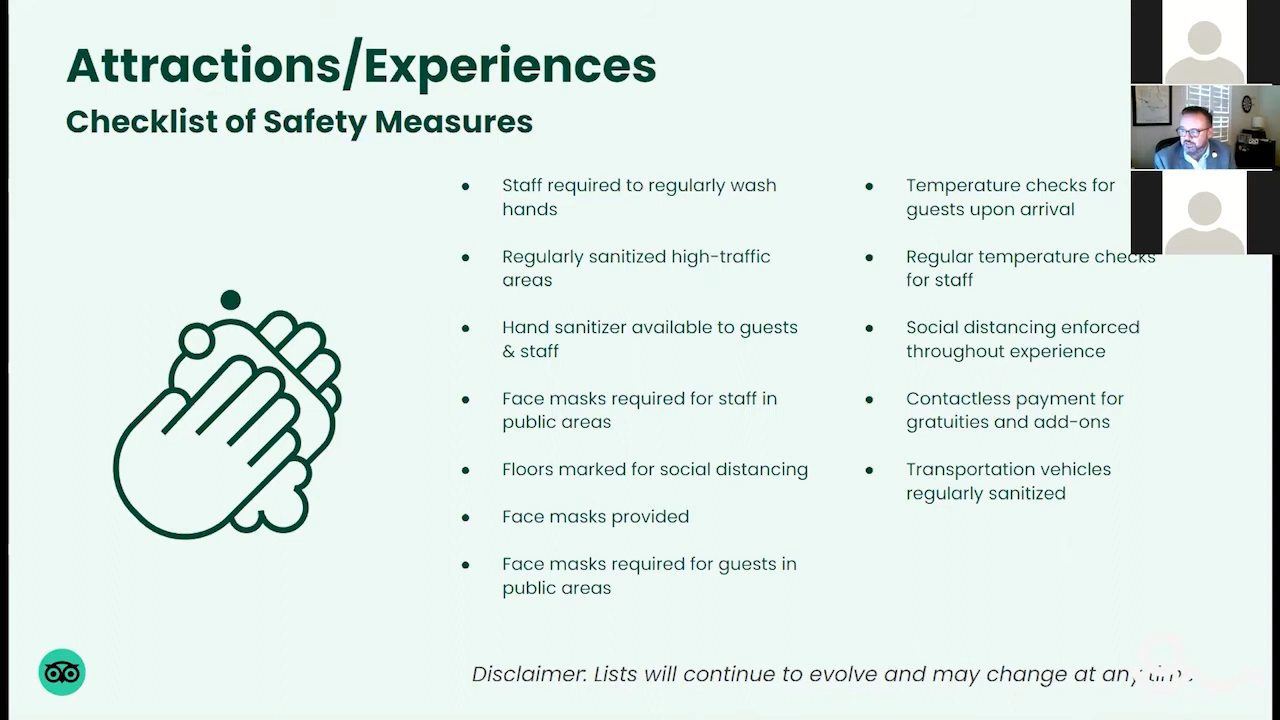 Attractions/Experiences
Checklist of Safety Measures
Staff required to regularly wash
hands
Regularly sanitized high-traffic
areas
Hand sanitizer available to guests
& staff
Face masks required for staff in
public areas
Floors marked for social distancing
Face masks provided
Face masks required for guests in
public areas
Temperature checks for
guests upon arrival
Regular temperature checks
for staff
Social distancing enforced
throughout experience
Contactless payment for
gratuities and add-ons
Transportation vehicles
regularly sanitized
Disclaimer: Lists will continue to evolve and may change at any time